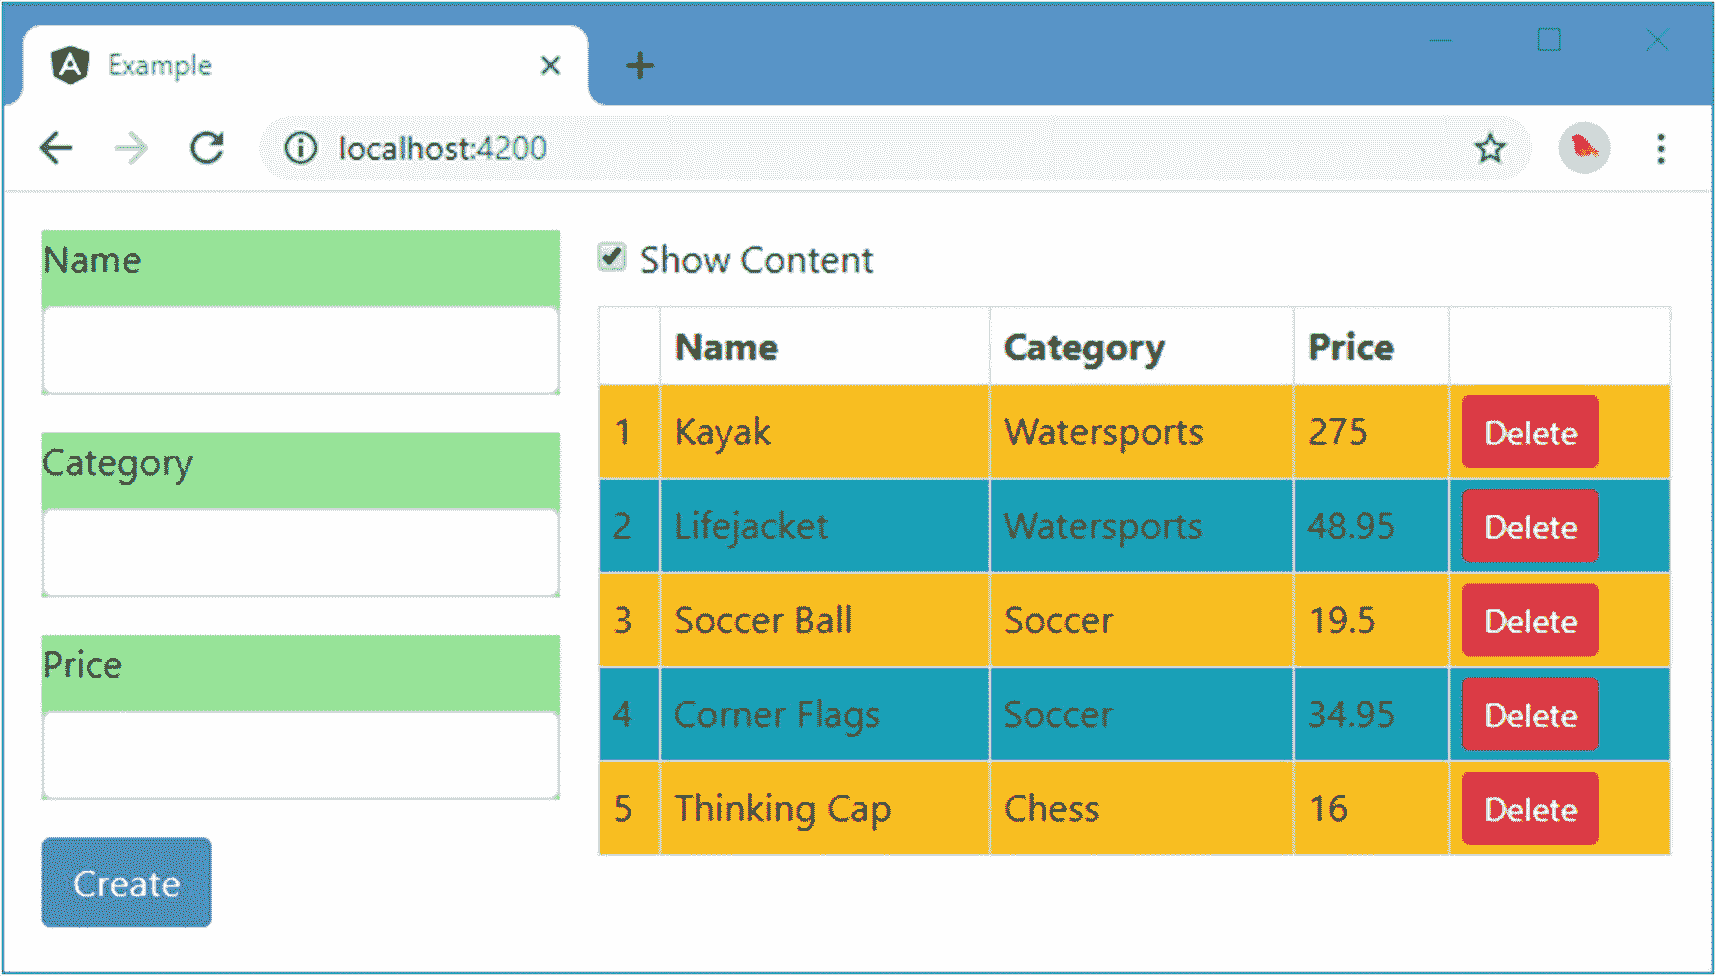 Example
localhost:4200
Name
Category
Price
Create
Show Content
Name Category Price
1 Kayak Watersports 275 Delete
2 Lifejacket Watersports 48.95 Delete
3 Soccer Ball Soccer 19.5 Delete
4 Corner Flags Soccer 34.95 Delete
5 Thinking Cap Chess 16 Delete